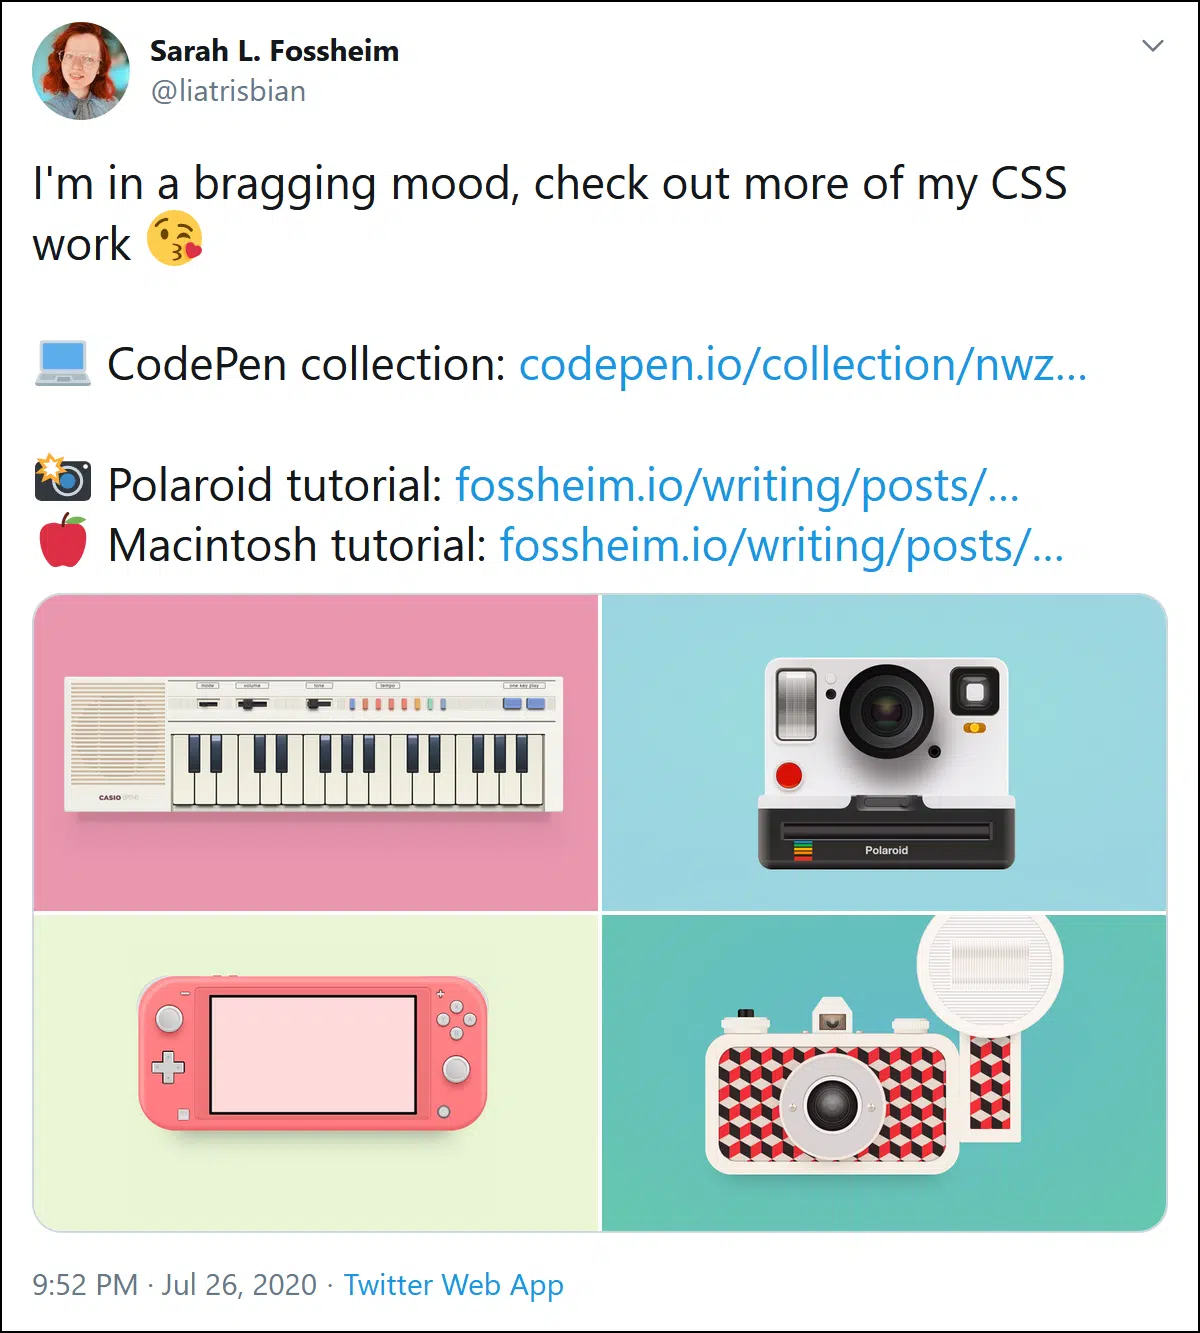 Sarah L. Fossheim
@liatrisbian
I'm in a bragging mood, check out more of my CSS
work 😘
💻 CodePen collection: codepen.io/collection/nwz…
📸 Polaroid tutorial: fossheim.io/writing/posts/…
🍎 Macintosh tutorial: fossheim.io/writing/posts/…
mode volume tone tempo one key play
CASIO
Polaroid
9:52 PM · Jul 26, 2020 · Twitter Web App